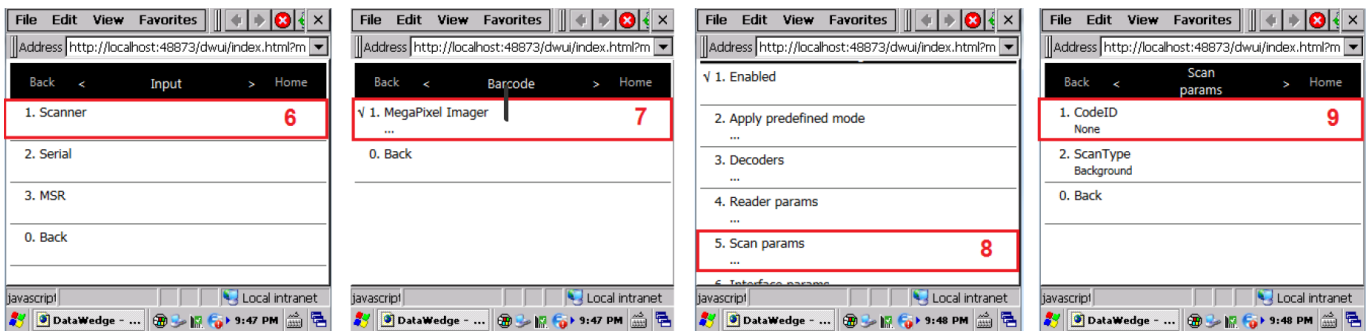 File Edit View Favorites
Address http://localhost:48873/dwui/index.html?m
Back < Input > Home
1. Scanner
6
2. Serial
3. MSR
0. Back
javascript
Local intranet
DataWedge - ...
9:47 PM
File Edit View Favorites
Address http://localhost:48873/dwui/index.html?m
Back < Barcode > Home
√ 1. MegaPixel Imager
...
7
0. Back
javascript
Local intranet
DataWedge - ...
9:47 PM
File Edit View Favorites
Address http://localhost:48873/dwui/index.html?m
√ 1. Enabled
2. Apply predefined mode
...
3. Decoders
...
4. Reader params
...
5. Scan params
...
8
6. Interface params
javascript
Local intranet
DataWedge - ...
9:48 PM
File Edit View Favorites
Address http://localhost:48873/dwui/index.html?m
Back < Scan params > Home
1. CodeID
None
9
2. ScanType
Background
0. Back
javascript
Local intranet
DataWedge - ...
9:48 PM